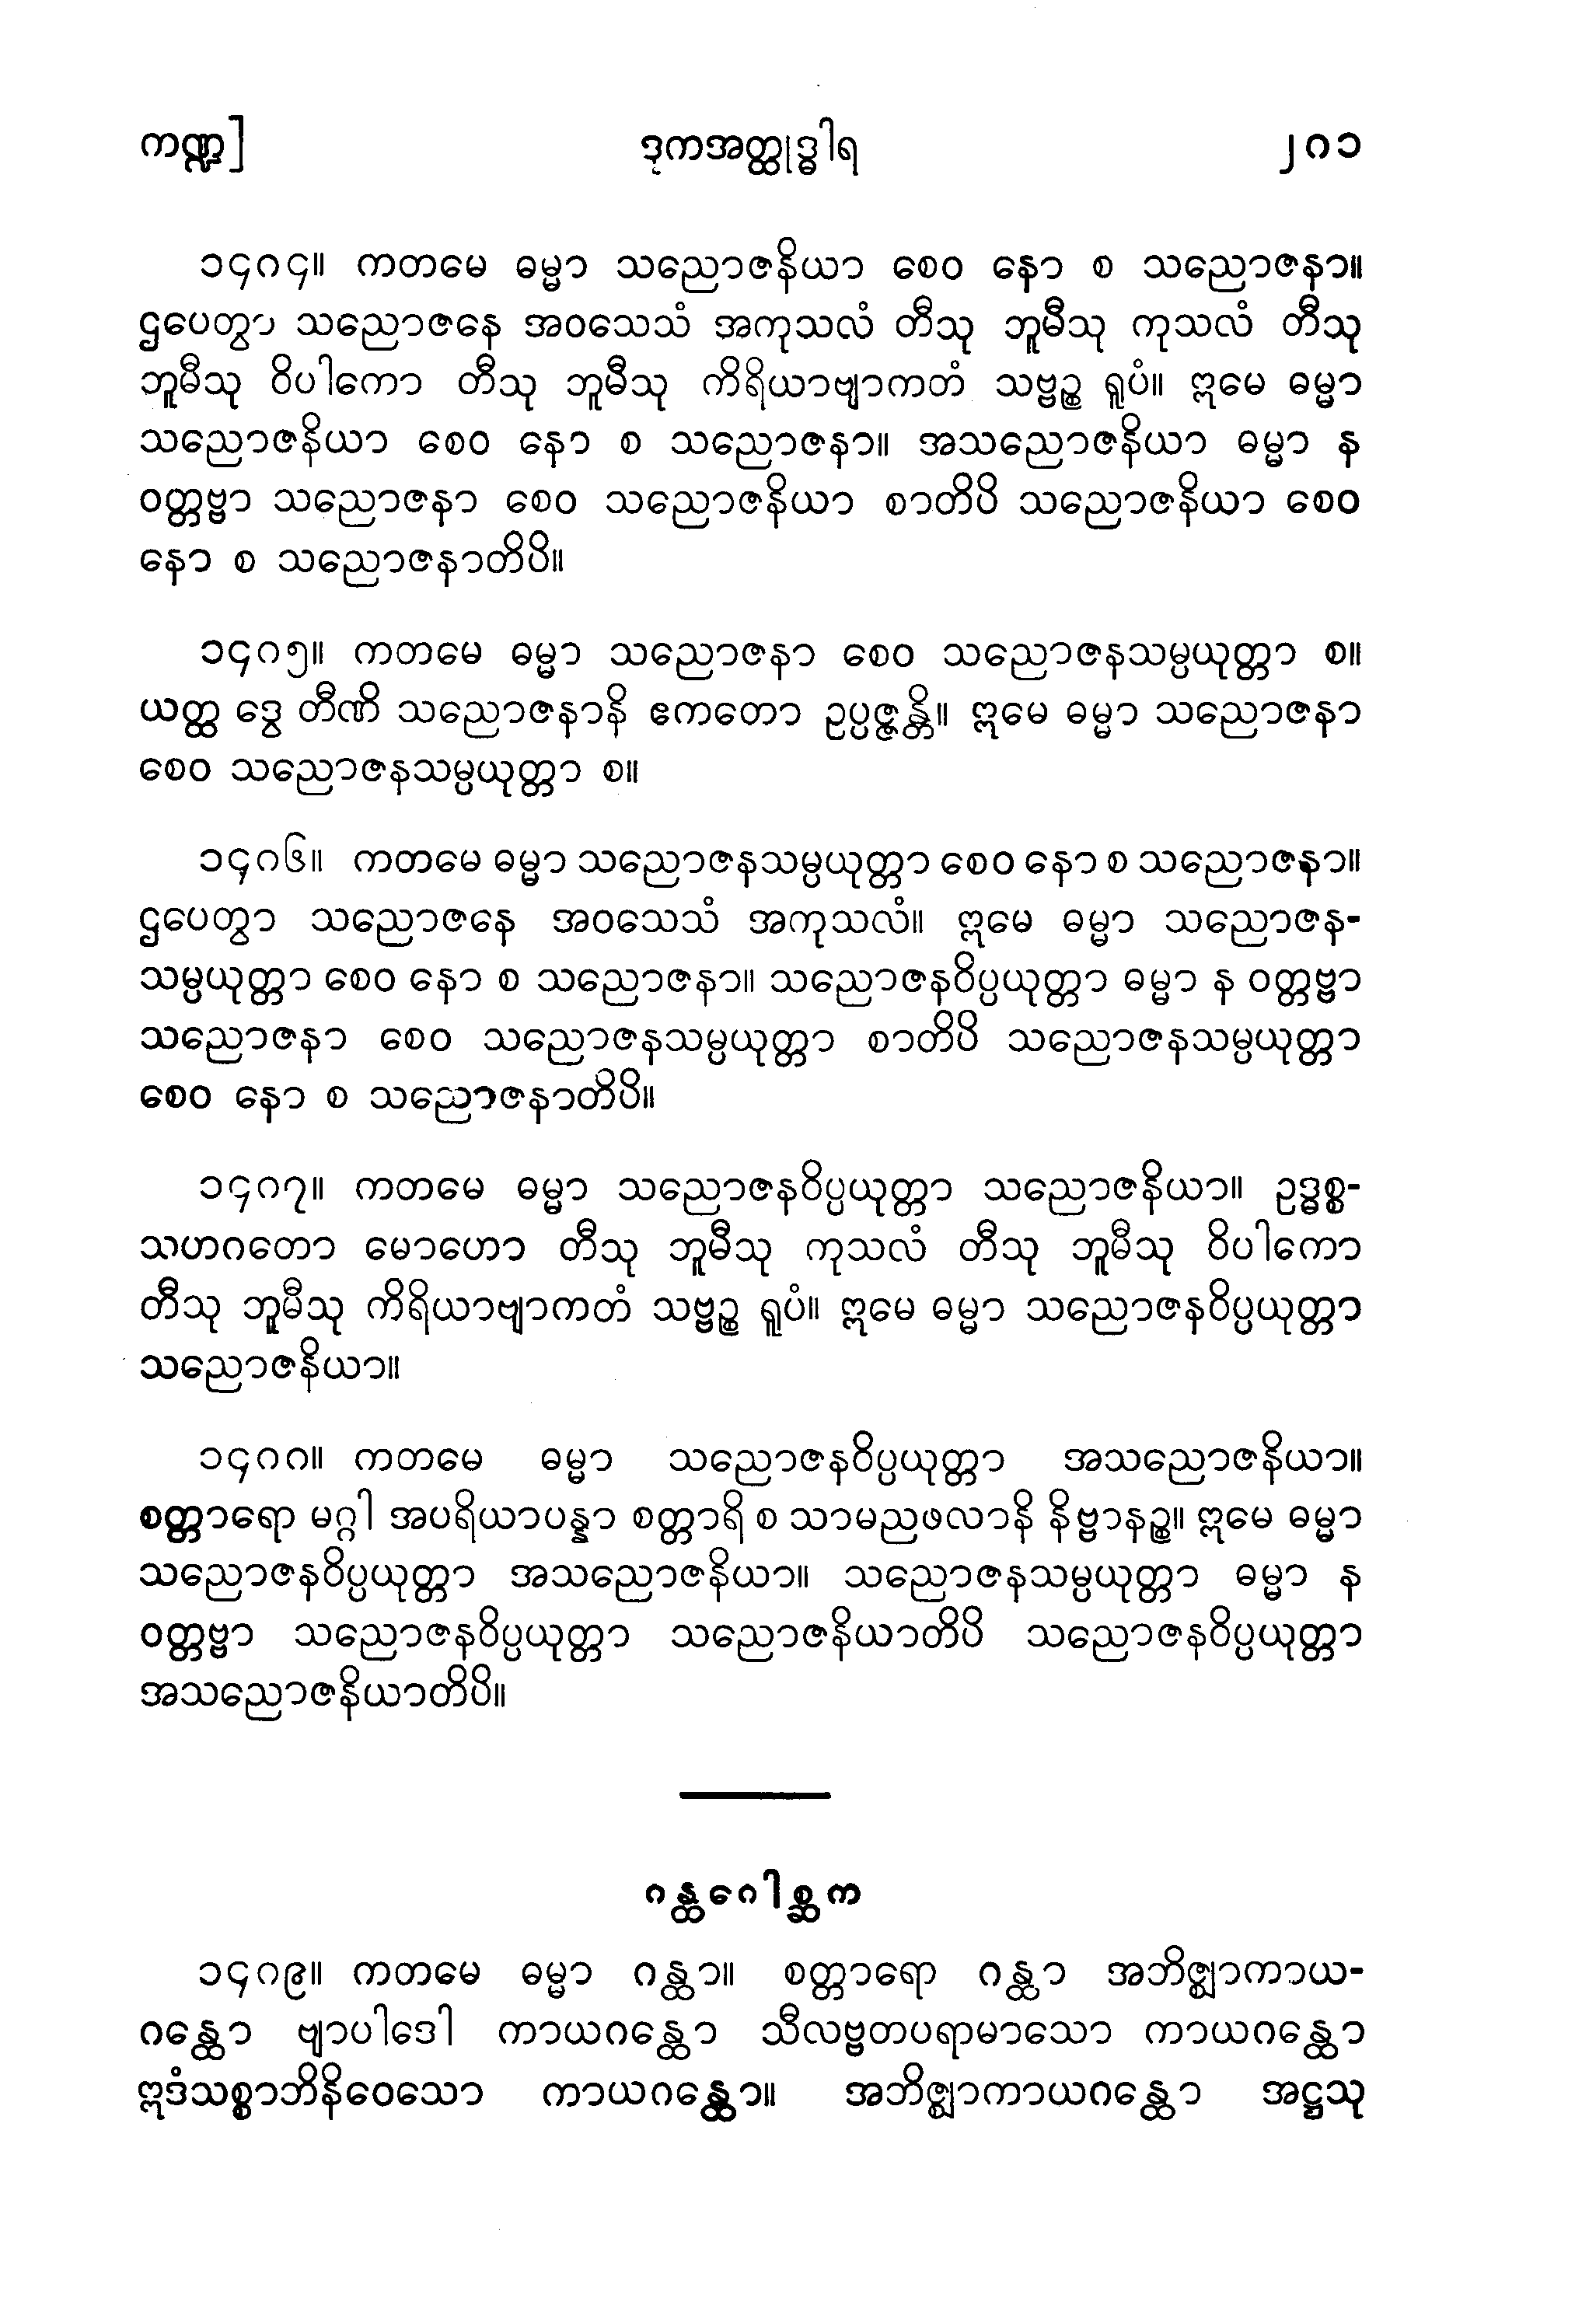 ကဏ္ဍ] ဒုကအတ္ထုဒ္ဓါရ ၂၈၁
၁၄၈၄။ ကတမေ ဓမ္မာ သညောဇနိယာ စေဝ နော စ သညောဇနာ။
ဌပေတွာ သညောဇနေ အဝသေသံ အကုသလံ တီသု ဘူမီသု ကုသလံ တီသု
ဘူမီသု ဝိပါကော တီသု ဘူမီသု ကိရိယာဗျာကတံ သဗ္ဗဉ္စ ရူပံ။ ဣမေ ဓမ္မာ
သညောဇနိယာ စေဝ နော စ သညောဇနာ။ အသညောဇနိယာ ဓမ္မာ န
ဝတ္တဗ္ဗာ သညောဇနာ စေဝ သညောဇနိယာ စာတိပိ သညောဇနိယာ စေဝ
နော စ သညောဇနာတိပိ။
၁၄၈၅။ ကတမေ ဓမ္မာ သညောဇနာ စေဝ သညောဇနသမ္ပယုတ္တာ စ။
ယတ္ထ ဒွေ တီဏိ သညောဇနာနိ ဧကတော ဥပ္ပဇ္ဇန္တိ။ ဣမေ ဓမ္မာ သညောဇနာ
စေဝ သညောဇနသမ္ပယုတ္တာ စ။
၁၄၈၆။ ကတမေ ဓမ္မာ သညောဇနသမ္ပယုတ္တာ စေဝ နော စ သညောဇနာ။
ဌပေတွာ သညောဇနေ အဝသေသံ အကုသလံ။ ဣမေ ဓမ္မာ သညောဇန-
သမ္ပယုတ္တာ စေဝ နော စ သညောဇနာ။ သညောဇနဝိပ္ပယုတ္တာ ဓမ္မာ န ဝတ္တဗ္ဗာ
သညောဇနာ စေဝ သညောဇနသမ္ပယုတ္တာ စာတိပိ သညောဇနသမ္ပယုတ္တာ
စေဝ နော စ သညောဇနာတိပိ။
၁၄၈၇။ ကတမေ ဓမ္မာ သညောဇနဝိပ္ပယုတ္တာ သညောဇနိယာ။ ဥဒ္ဓစ္စ-
သဟဂတော မောဟော တီသု ဘူမီသု ကုသလံ တီသု ဘူမီသု ဝိပါကော
တီသု ဘူမီသု ကိရိယာဗျာကတံ သဗ္ဗဉ္စ ရူပံ။ ဣမေ ဓမ္မာ သညောဇနဝိပ္ပယုတ္တာ
သညောဇနိယာ။
၁၄၈၈။ ကတမေ ဓမ္မာ သညောဇနဝိပ္ပယုတ္တာ အသညောဇနိယာ။
စတ္တာရော မဂ္ဂါ အပရိယာပန္နာ စတ္တာရိ စ သာမညဖလာနိ နိဗ္ဗာနဉ္စ။ ဣမေ ဓမ္မာ
သညောဇနဝိပ္ပယုတ္တာ အသညောဇနိယာ။ သညောဇနသမ္ပယုတ္တာ ဓမ္မာ န
ဝတ္တဗ္ဗာ သညောဇနဝိပ္ပယုတ္တာ သညောဇနိယာတိပိ သညောဇနဝိပ္ပယုတ္တာ
အသညောဇနိယာတိပိ။
ဂန္ထဂေါစ္ဆက
၁၄၈၉။ ကတမေ ဓမ္မာ ဂန္ထာ။ စတ္တာရော ဂန္ထာ အဘိဇ္ဈာကာယ-
ဂန္ထော ဗျာပါဒေါ ကာယဂန္ထော သီလဗ္ဗတပရာမာသော ကာယဂန္ထော
ဣဒံသစ္စာဘိနိဝေသော ကာယဂန္ထော။ အဘိဇ္ဈာကာယဂန္ထော အဋ္ဌသု